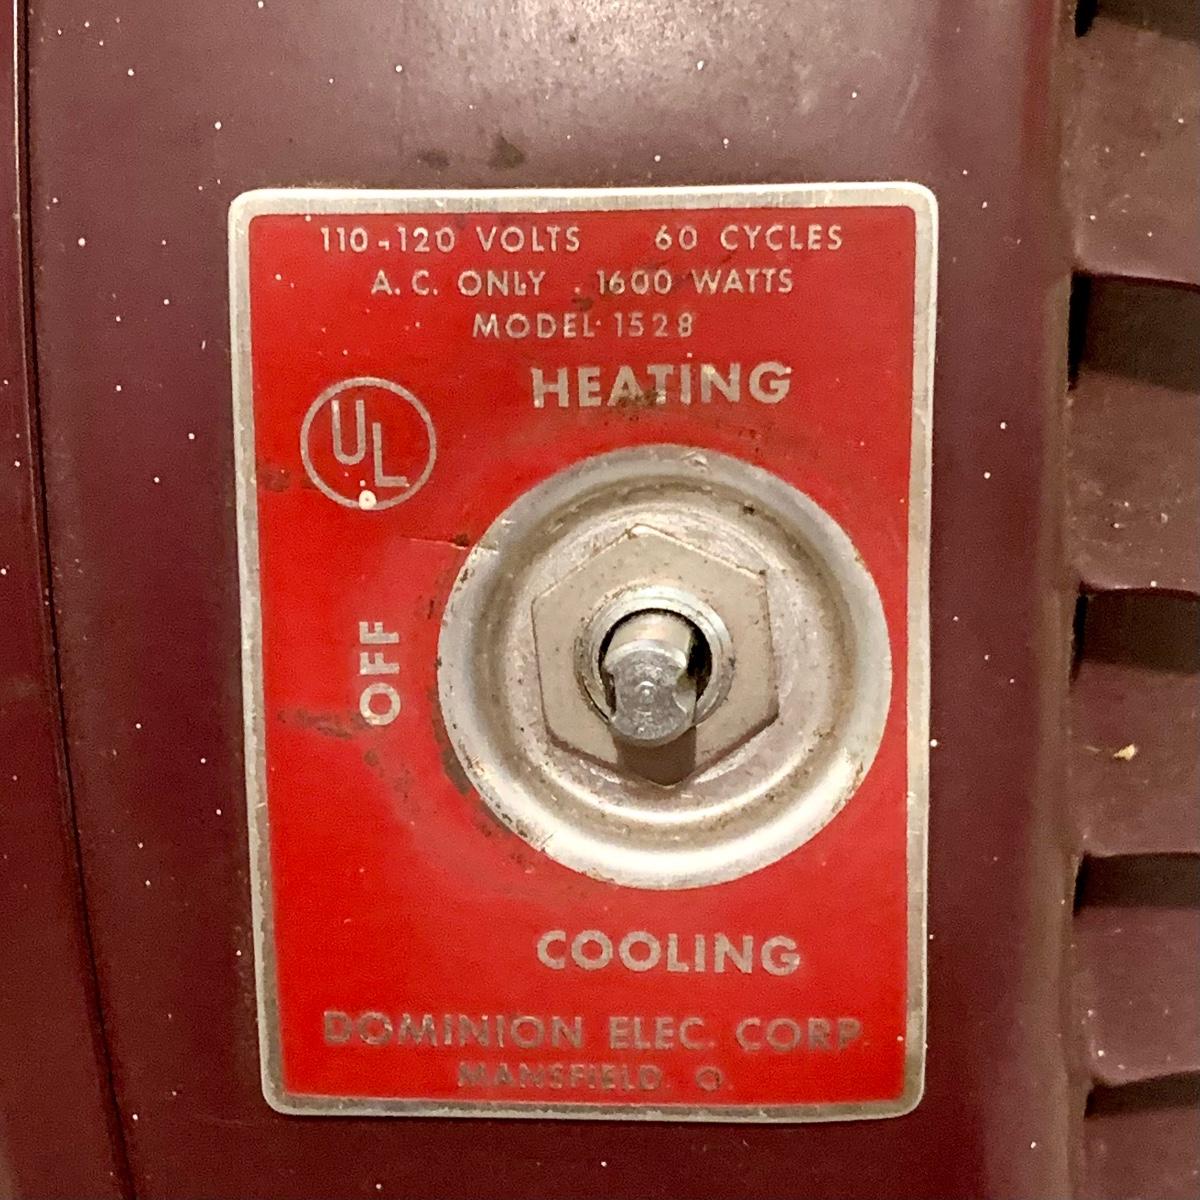 110-120 VOLTS 60 CYCLES
A.C. ONLY 1600 WATTS
MODEL 1528
HEATING
UL
OFF
COOLING
DOMINION ELEC. CORP.
MANSFIELD, O.